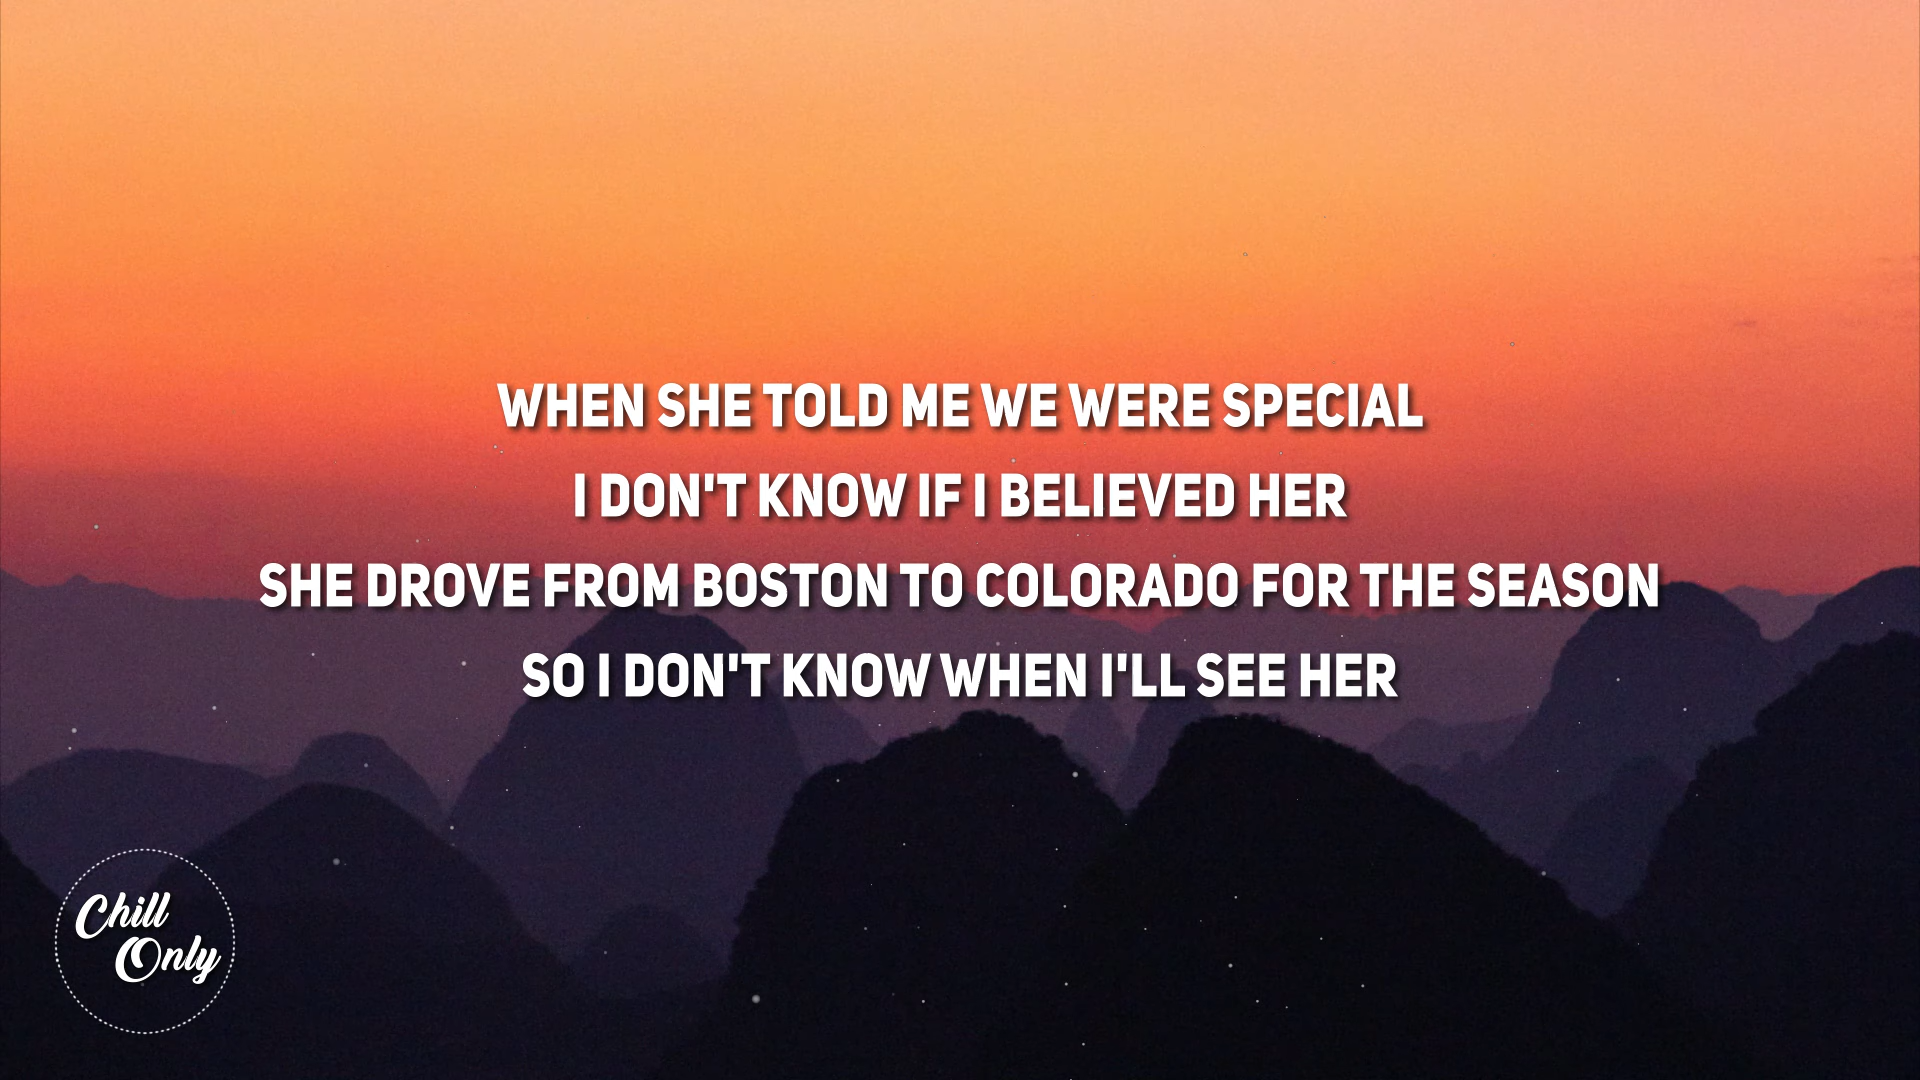 WHEN SHE TOLD ME WE WERE SPECIAL
I DON'T KNOW IF I BELIEVED HER
SHE DROVE FROM BOSTON TO COLORADO FOR THE SEASON
SO I DON'T KNOW WHEN I'LL SEE HER
Chill
Only